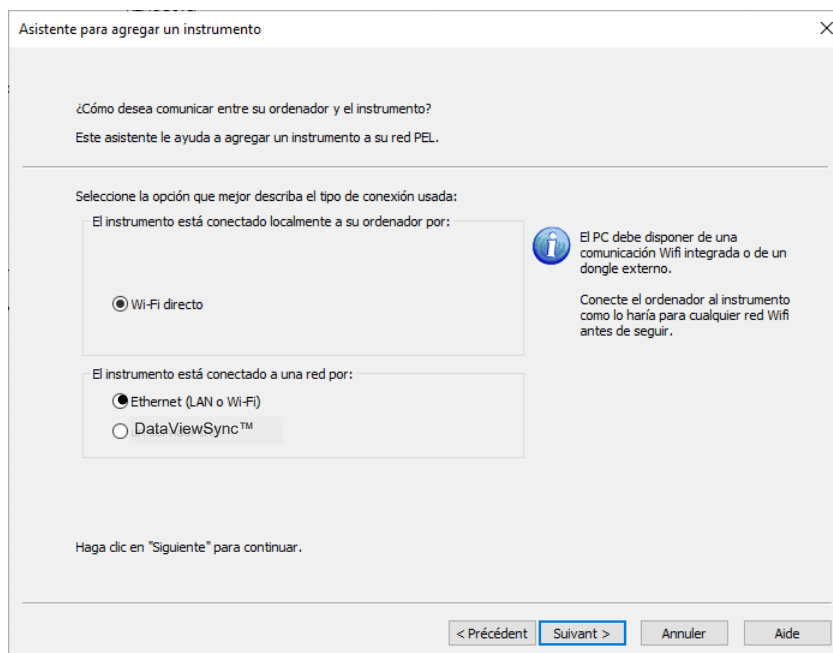 Asistente para agregar un instrumento
¿Cómo desea comunicar entre su ordenador y el instrumento?
Este asistente le ayuda a agregar un instrumento a su red PEL.
Seleccione la opción que mejor describa el tipo de conexión usada:
El instrumento está conectado localmente a su ordenador por:
Wi-Fi directo
El PC debe disponer de una
comunicación Wifi integrada o de un
dongle externo.
Conecte el ordenador al instrumento
como lo haría para cualquier red Wifi
antes de seguir.
El instrumento está conectado a una red por:
Ethernet (LAN o Wi-Fi)
DataViewSync™
Haga clic en "Siguiente" para continuar.
< Précédent
Suivant >
Annuler
Aide